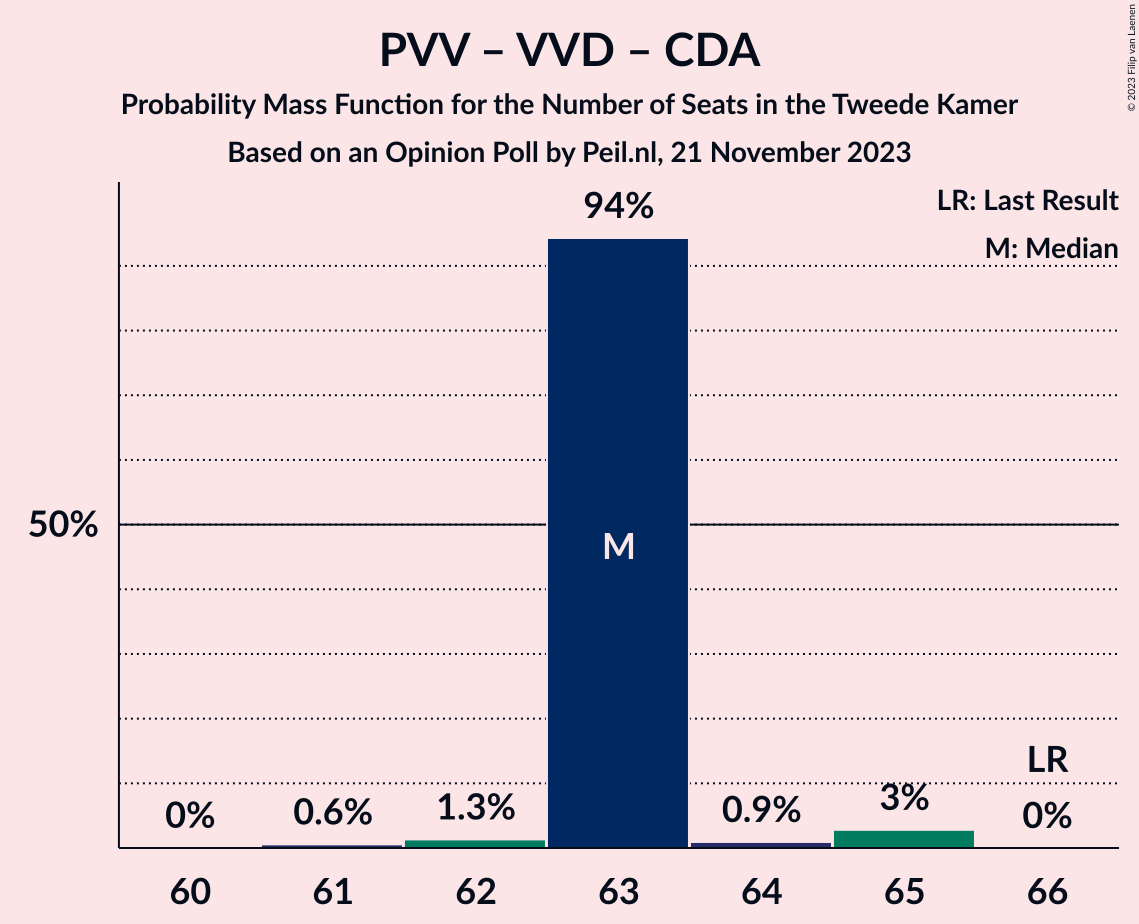 PVV – VVD – CDA
Probability Mass Function for the Number of Seats in the Tweede Kamer
Based on an Opinion Poll by Peil.nl, 21 November 2023
© 2023 Filip van Laenen
LR: Last Result
M: Median
94%
50%
M
LR
0%
0.6%
1.3%
0.9%
3%
0%
60
61
62
63
64
65
66